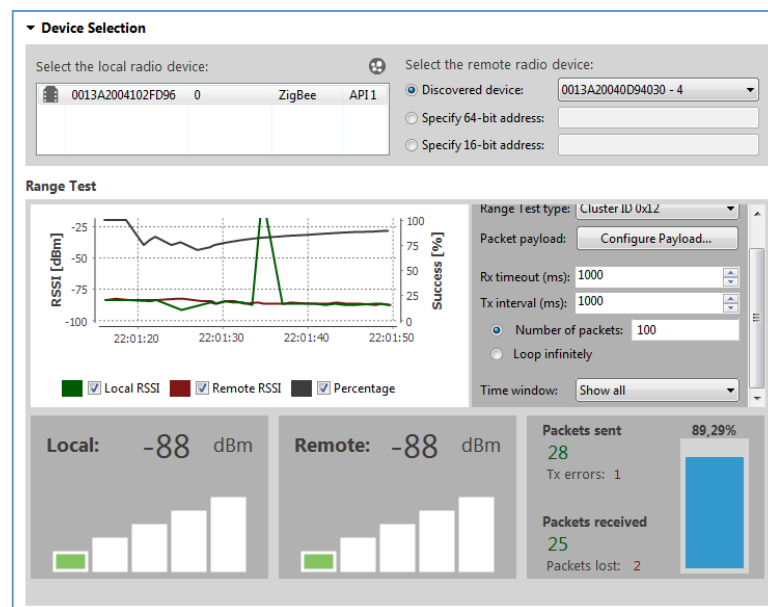 Device Selection
Select the local radio device:
0013A2004102FD96 0 ZigBee API 1
Select the remote radio device:
Discovered device: 0013A20040D94030 - 4
Specify 64-bit address:
Specify 16-bit address:
Range Test
RSSI [dBm]
-25
-50
-75
-100
22:01:20 22:01:30 22:01:40 22:01:50
100
75
50
25
0
Success [%]
Local RSSI Remote RSSI Percentage
Range Test type: Cluster ID 0x12
Packet payload: Configure Payload...
Rx timeout (ms): 1000
Tx interval (ms): 1000
Number of packets: 100
Loop infinitely
Time window: Show all
Local: -88 dBm
Remote: -88 dBm
Packets sent
28
Tx errors: 1
Packets received
25
Packets lost: 2
89,29%